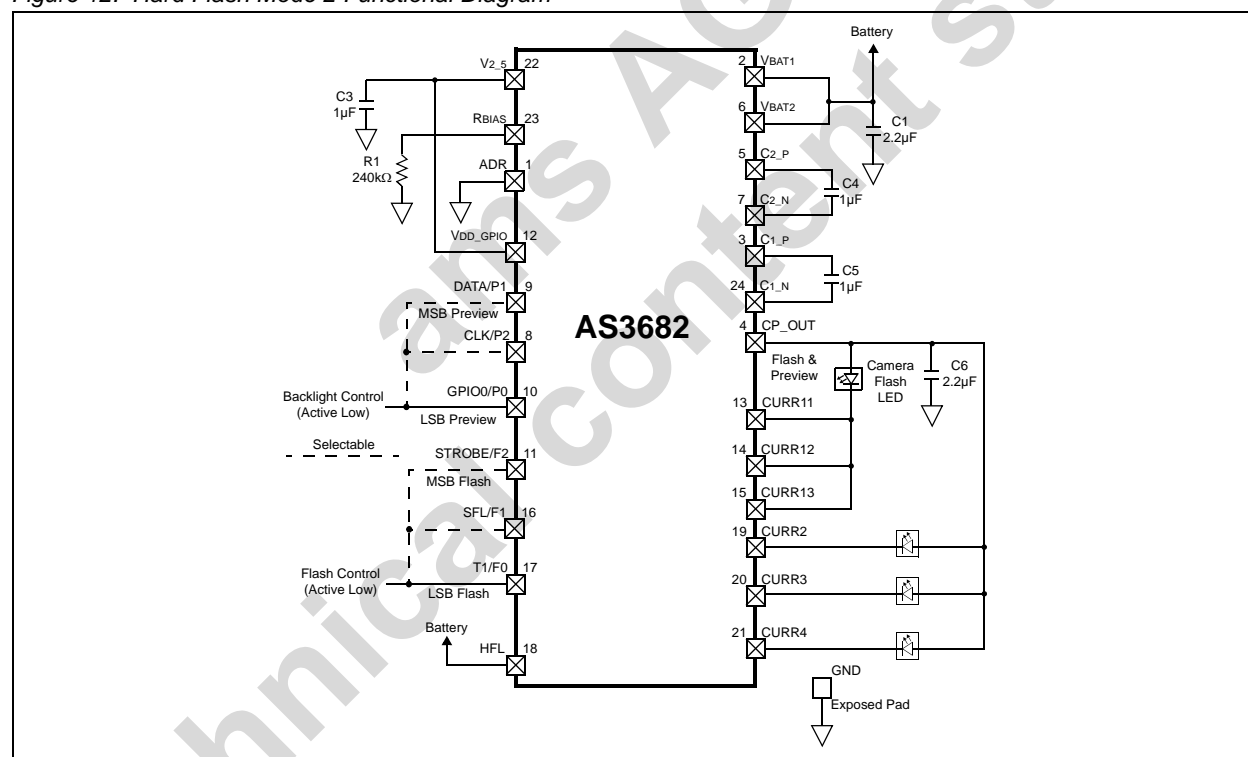 Figure 42. Hard Flash Mode 2 Functional Diagram
Battery
V2_5 22
C3
1µF
RBIAS 23
R1
240kΩ
ADR 1
VDD_GPIO 12
DATA/P1 9
MSB Preview
CLK/P2 8
GPIO0/P0 10
Backlight Control
(Active Low)
LSB Preview
Selectable
STROBE/F2 11
MSB Flash
SFL/F1 16
T1/F0 17
Flash Control
(Active Low)
LSB Flash
Battery
HFL 18
AS3682
2 VBAT1
6 VBAT2
C1
2.2µF
5 C2_P
C4
1µF
7 C2_N
3 C1_P
C5
1µF
24 C1_N
4 CP_OUT
Flash &
Preview
Camera
Flash
LED
C6
2.2µF
13 CURR11
14 CURR12
15 CURR13
19 CURR2
20 CURR3
21 CURR4
GND
Exposed Pad
ams AG
technical content st